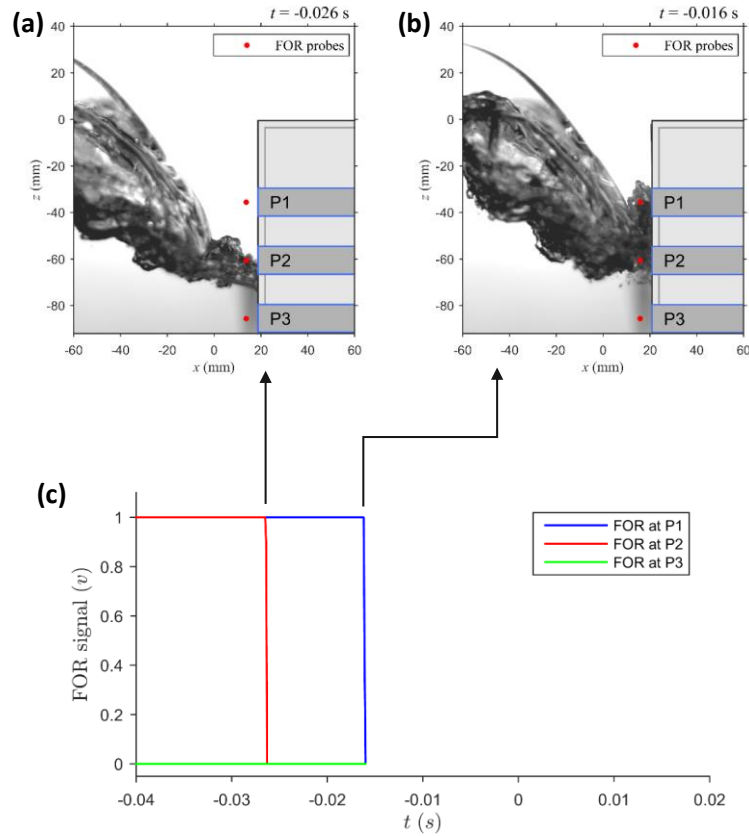 (a)
t = -0.026 s
FOR probes
40
20
0
-20
-40
-60
-80
z (mm)
P1
P2
P3
-60 -40 -20 0 20 40 60
x (mm)
(b)
t = -0.016 s
FOR probes
40
20
0
-20
-40
-60
-80
z (mm)
P1
P2
P3
-60 -40 -20 0 20 40 60
x (mm)
(c)
1
0.8
0.6
0.4
0.2
0
FOR signal (v)
FOR at P1
FOR at P2
FOR at P3
-0.04 -0.03 -0.02 -0.01 0 0.01 0.02
t (s)